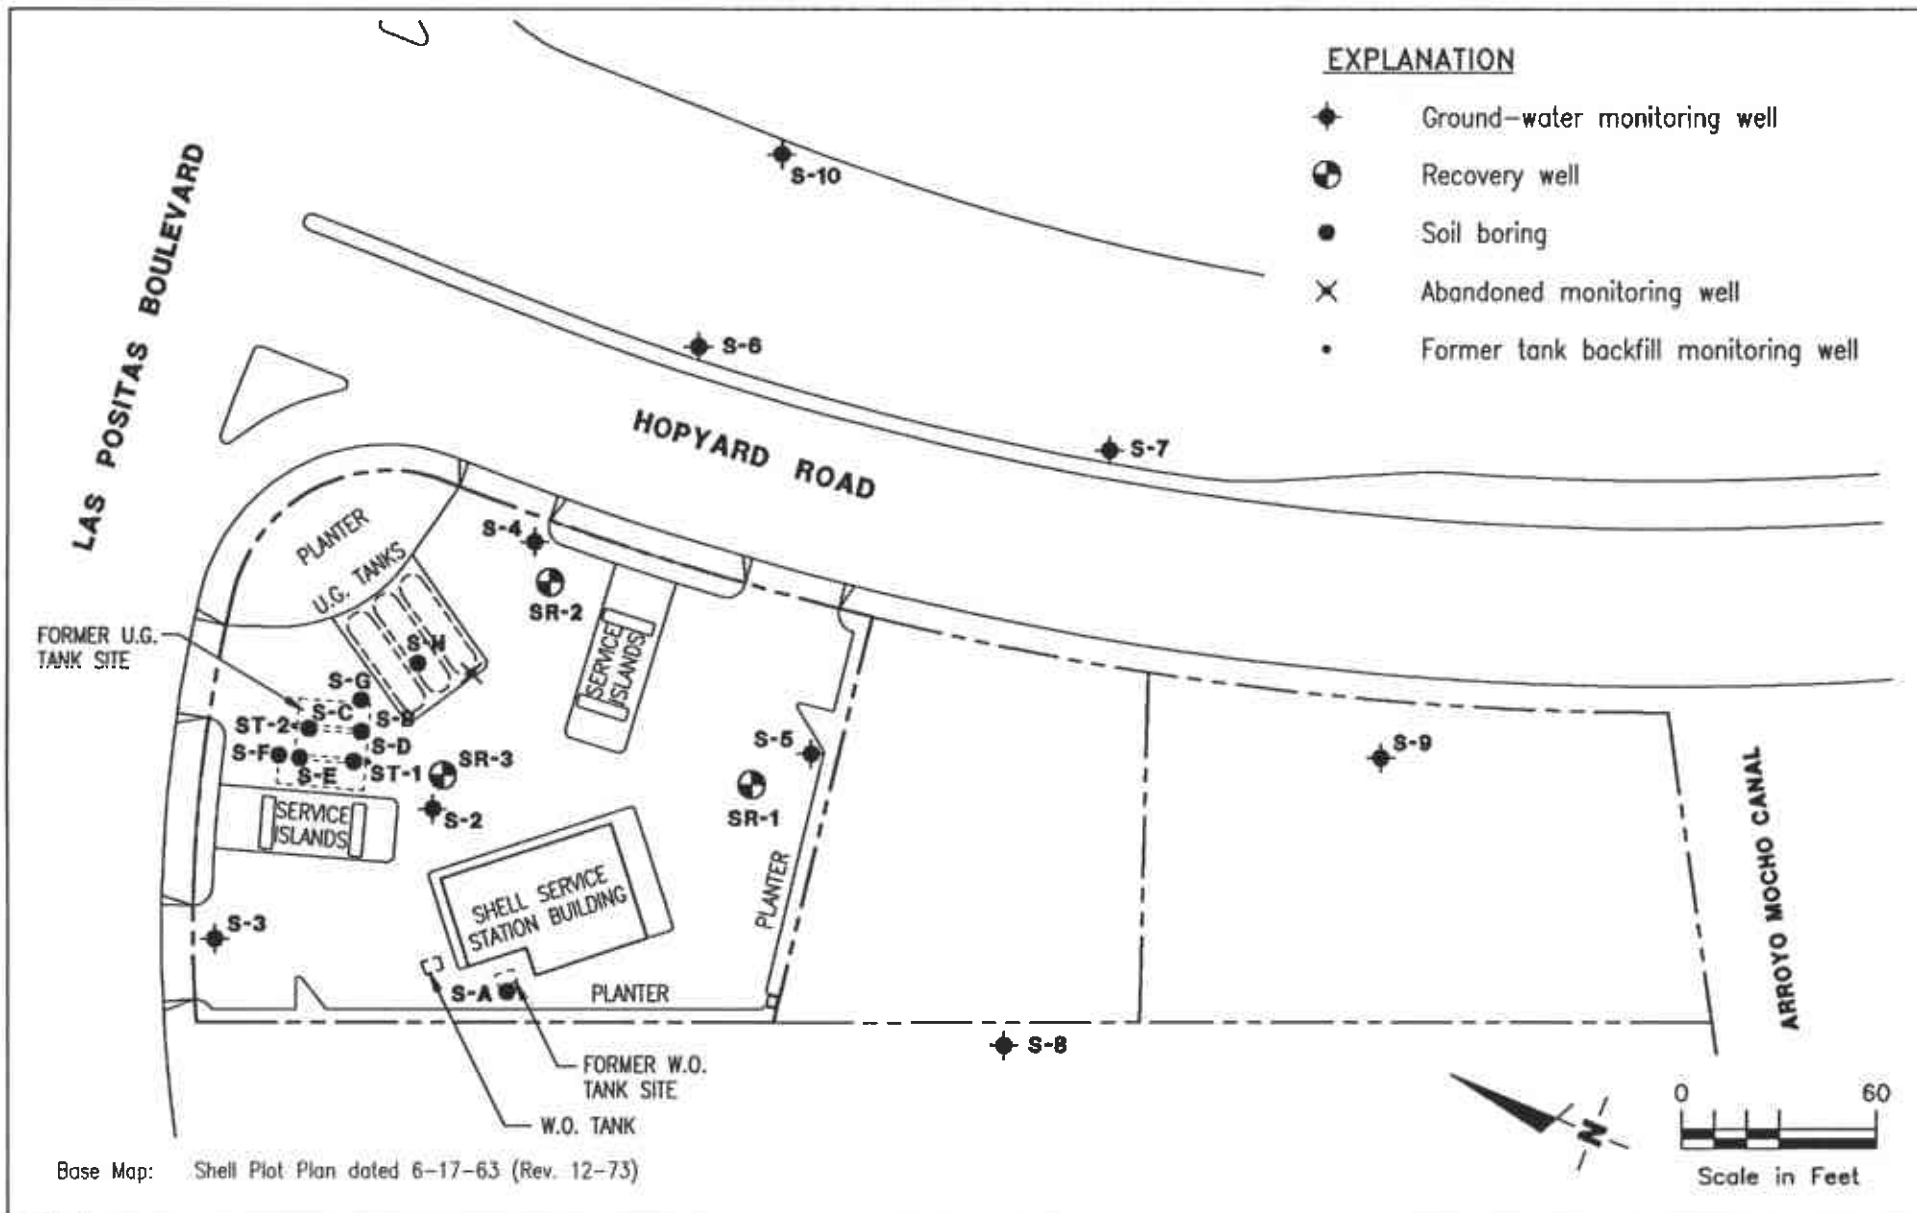 EXPLANATION
Ground-water monitoring well
Recovery well
Soil boring
Abandoned monitoring well
Former tank backfill monitoring well
S-10
LAS POSITAS BOULEVARD
S-6
HOPYARD ROAD
S-7
PLANTER
U.G. TANKS
S-4
SR-2
SERVICE
ISLANDS
FORMER U.G.
TANK SITE
S-H
S-G
S-C
S-B
ST-2
S-D
S-F
S-E
ST-1
SR-3
S-2
SERVICE
ISLANDS
S-5
SR-1
S-9
SHELL SERVICE
STATION BUILDING
PLANTER
S-3
S-A
PLANTER
ARROYO MOCHO CANAL
S-8
FORMER W.O.
TANK SITE
W.O. TANK
N
0 60
Scale in Feet
Base Map: Shell Plot Plan dated 6-17-63 (Rev. 12-73)